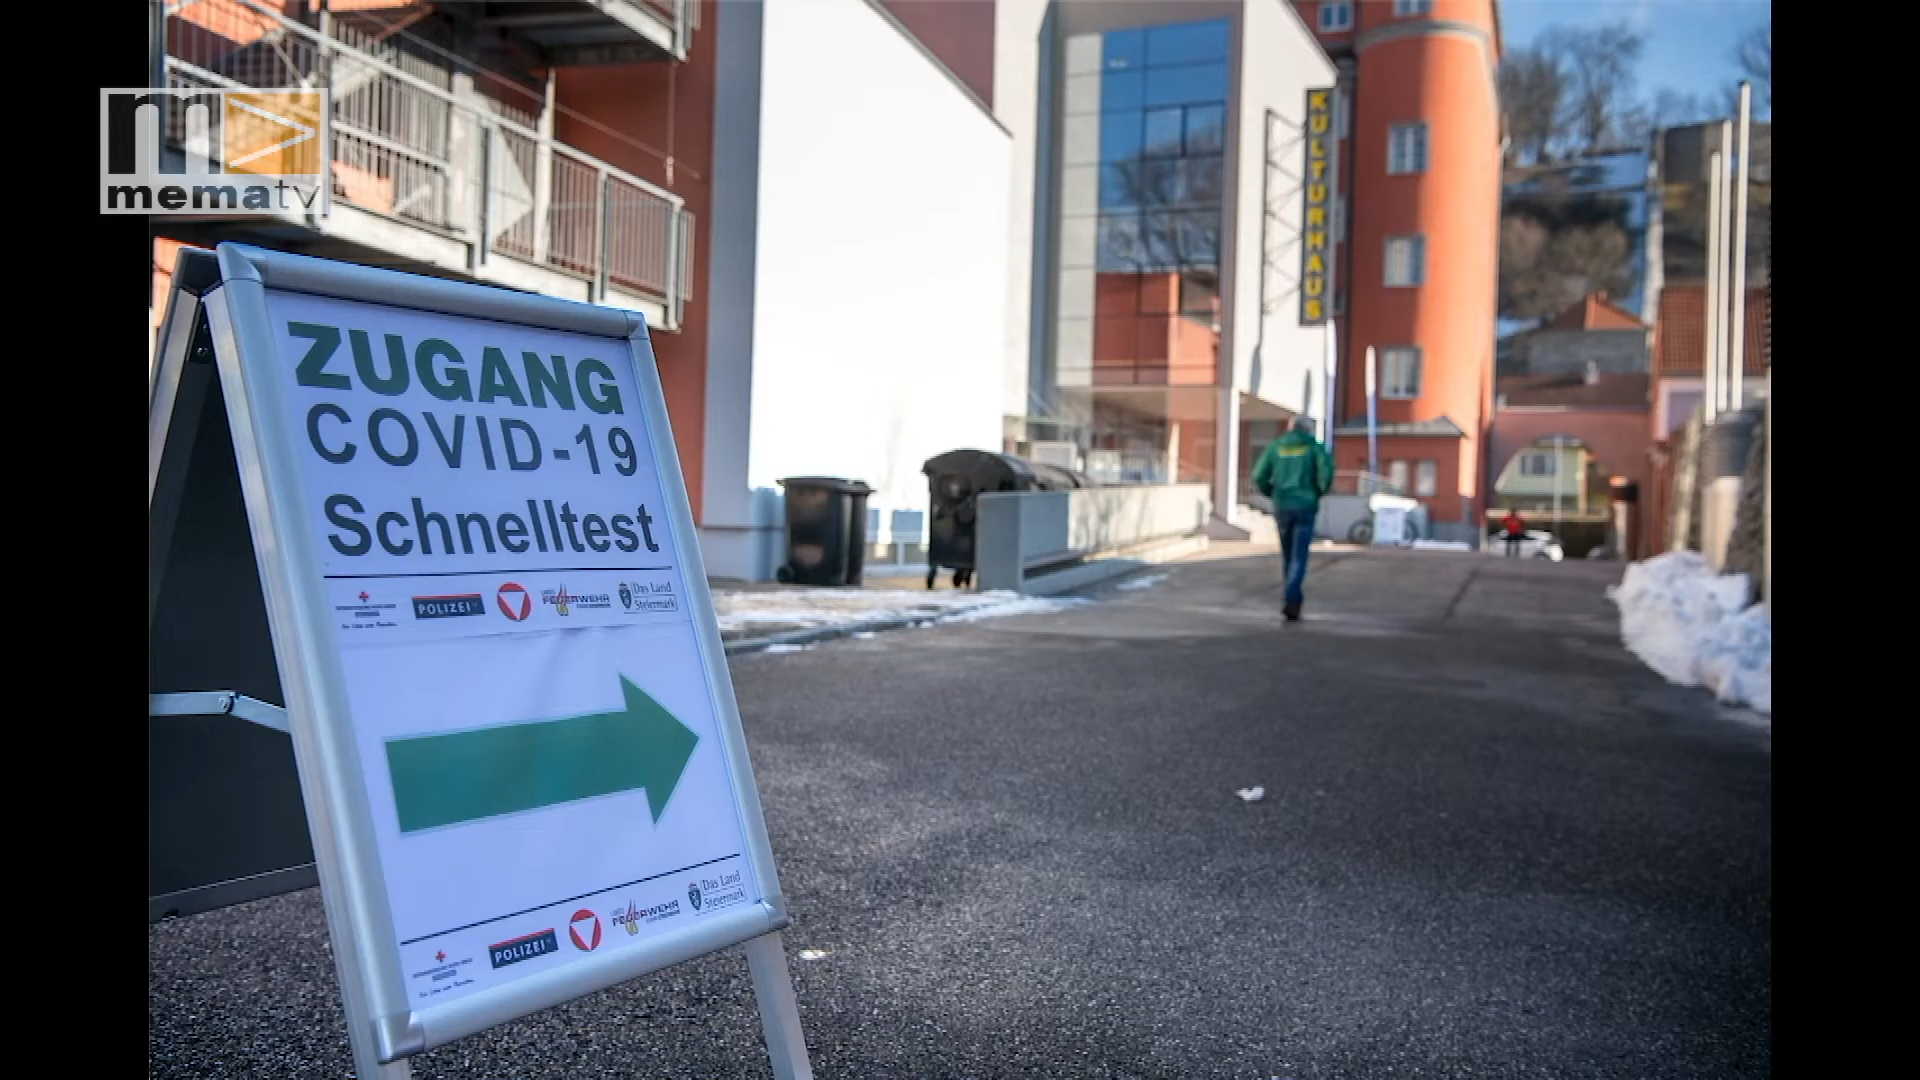 mematv
ZUGANG
COVID-19
Schnelltest
POLIZEI
FEUERWEHR
Das Land
Steiermark
POLIZEI
FEUERWEHR
Das Land
Steiermark
KULTURHAUS